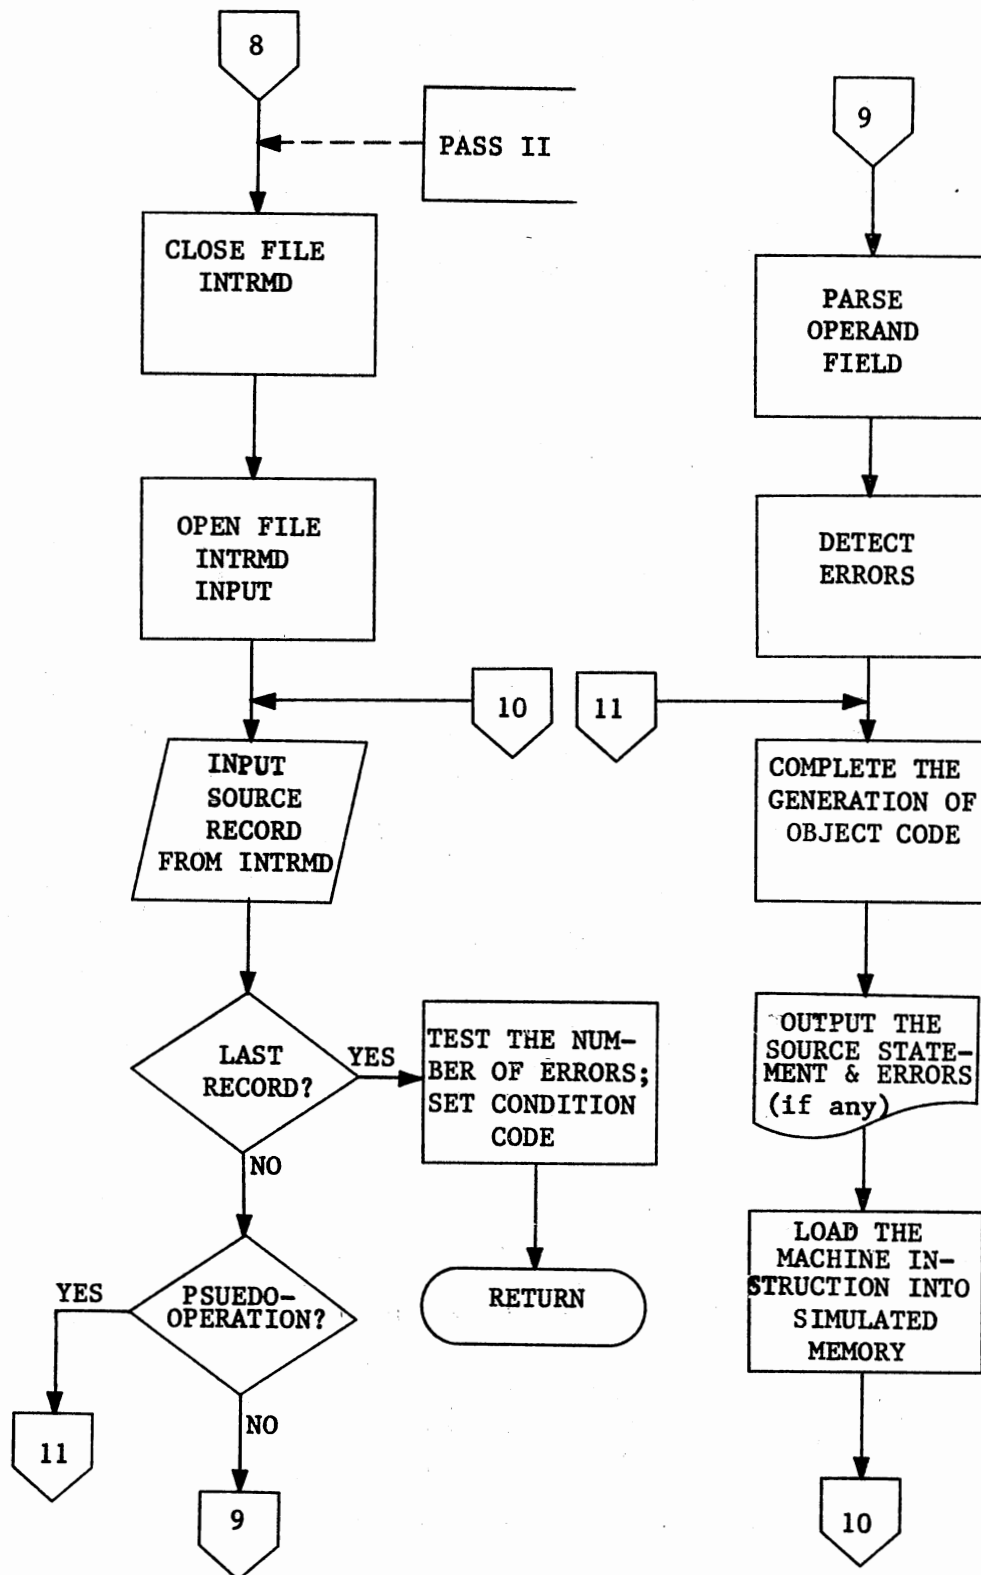 8
PASS II
CLOSE FILE
INTRMD
OPEN FILE
INTRMD
INPUT
10
INPUT
SOURCE
RECORD
FROM INTRMD
LAST
RECORD?
YES
TEST THE NUM-
BER OF ERRORS;
SET CONDITION
CODE
RETURN
NO
PSUEDO-
OPERATION?
YES
11
NO
9
9
PARSE
OPERAND
FIELD
DETECT
ERRORS
11
COMPLETE THE
GENERATION OF
OBJECT CODE
OUTPUT THE
SOURCE STATE-
MENT & ERRORS
(if any)
LOAD THE
MACHINE IN-
STRUCTION INTO
SIMULATED
MEMORY
10